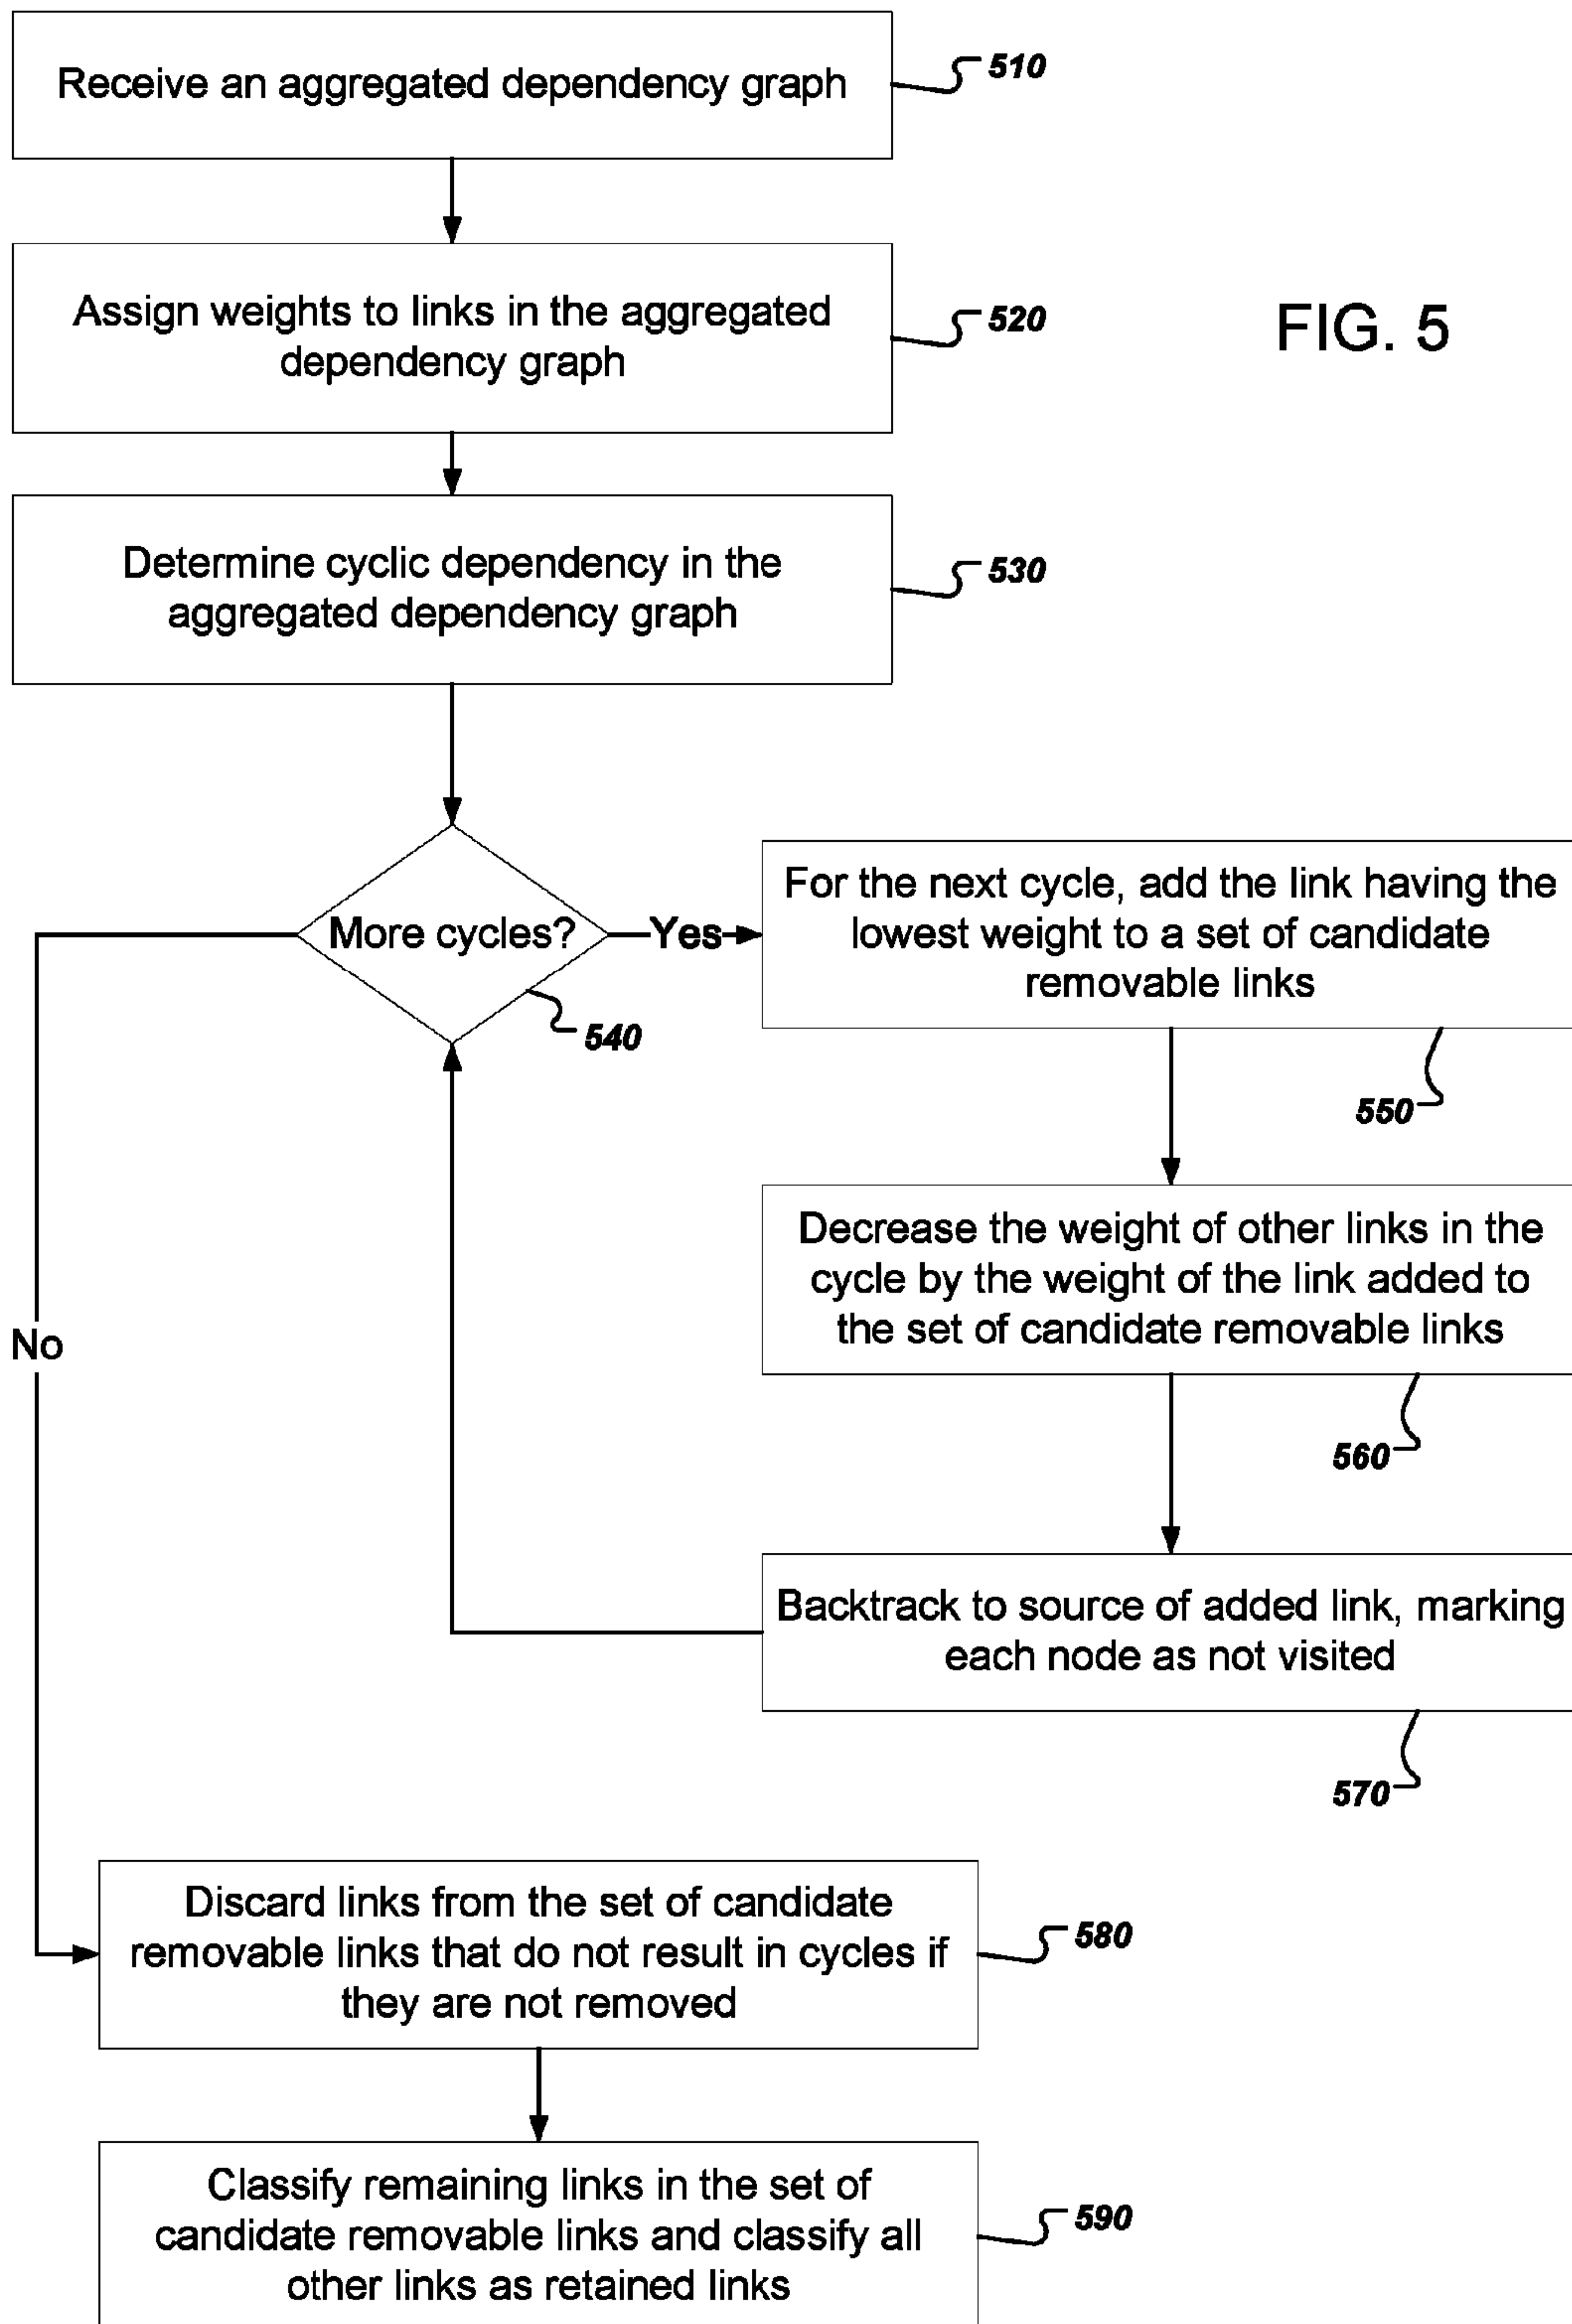 Receive an aggregated dependency graph
510
Assign weights to links in the aggregated
dependency graph
520
FIG. 5
Determine cyclic dependency in the
aggregated dependency graph
530
More cycles?
Yes
540
For the next cycle, add the link having the
lowest weight to a set of candidate
removable links
550
Decrease the weight of other links in the
cycle by the weight of the link added to
the set of candidate removable links
560
No
Backtrack to source of added link, marking
each node as not visited
570
Discard links from the set of candidate
removable links that do not result in cycles if
they are not removed
580
Classify remaining links in the set of
candidate removable links and classify all
other links as retained links
590